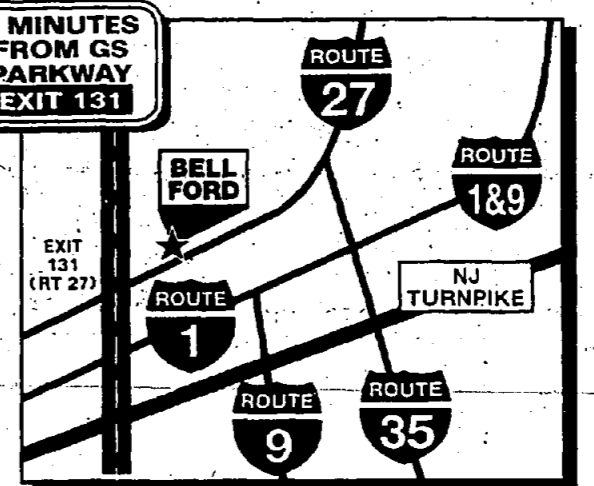 MINUTES
FROM GS
PARKWAY
EXIT 131
ROUTE
27
BELL
FORD
ROUTE
1&9
EXIT
131
(RT 27)
NJ
TURNPIKE
ROUTE
1
ROUTE
9
ROUTE
35